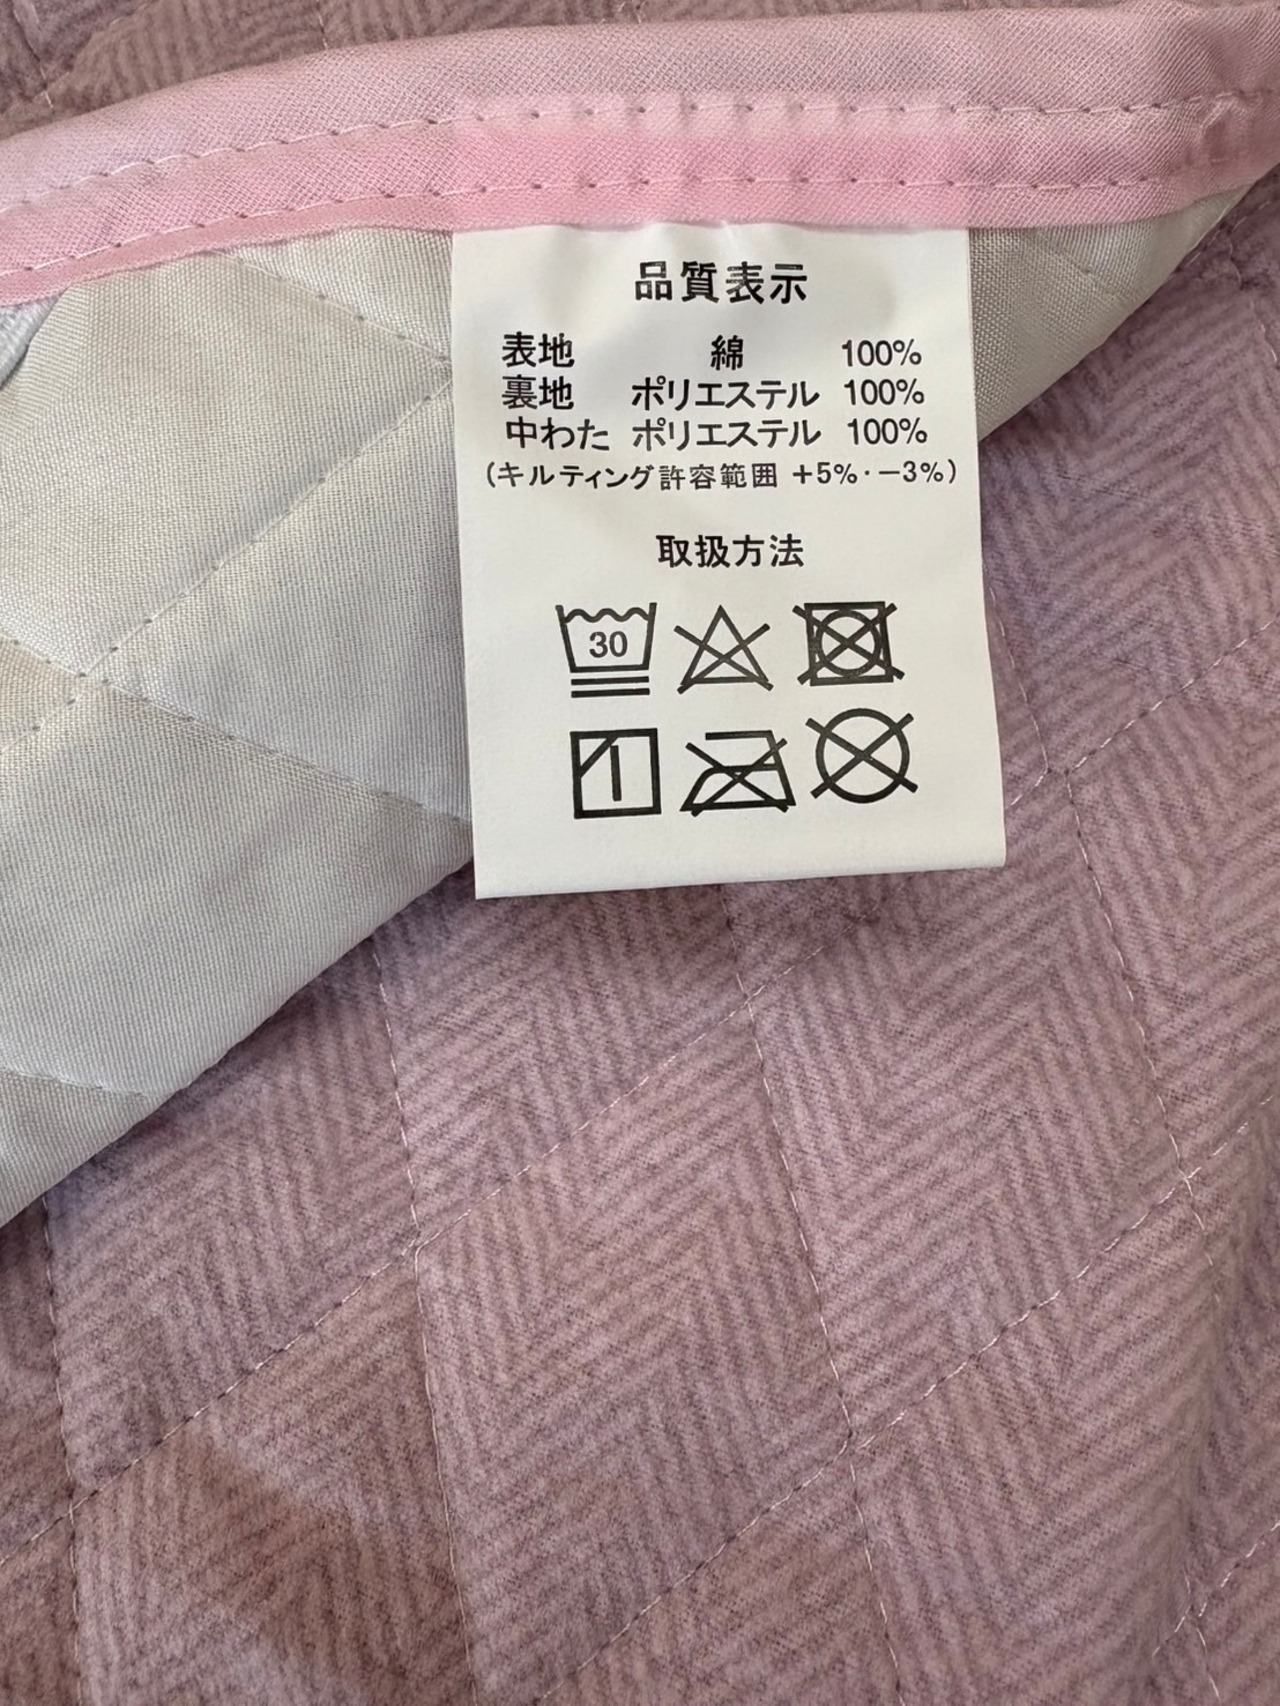 品質表示
表地 綿 100%
裏地 ポリエステル 100%
中わた ポリエステル 100%
(キルティング許容範囲 +5%・−3%)
取扱方法
30